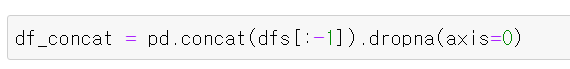 df_concat = pd.concat(dfs[:-1]).dropna(axis=0)